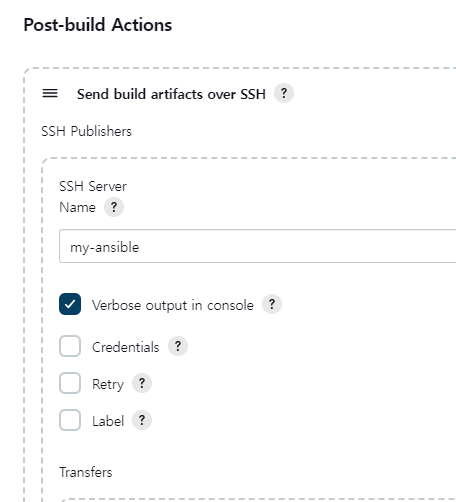 Post-build Actions
Send build artifacts over SSH ?
SSH Publishers
SSH Server
Name ?
my-ansible
Verbose output in console ?
Credentials ?
Retry ?
Label ?
Transfers